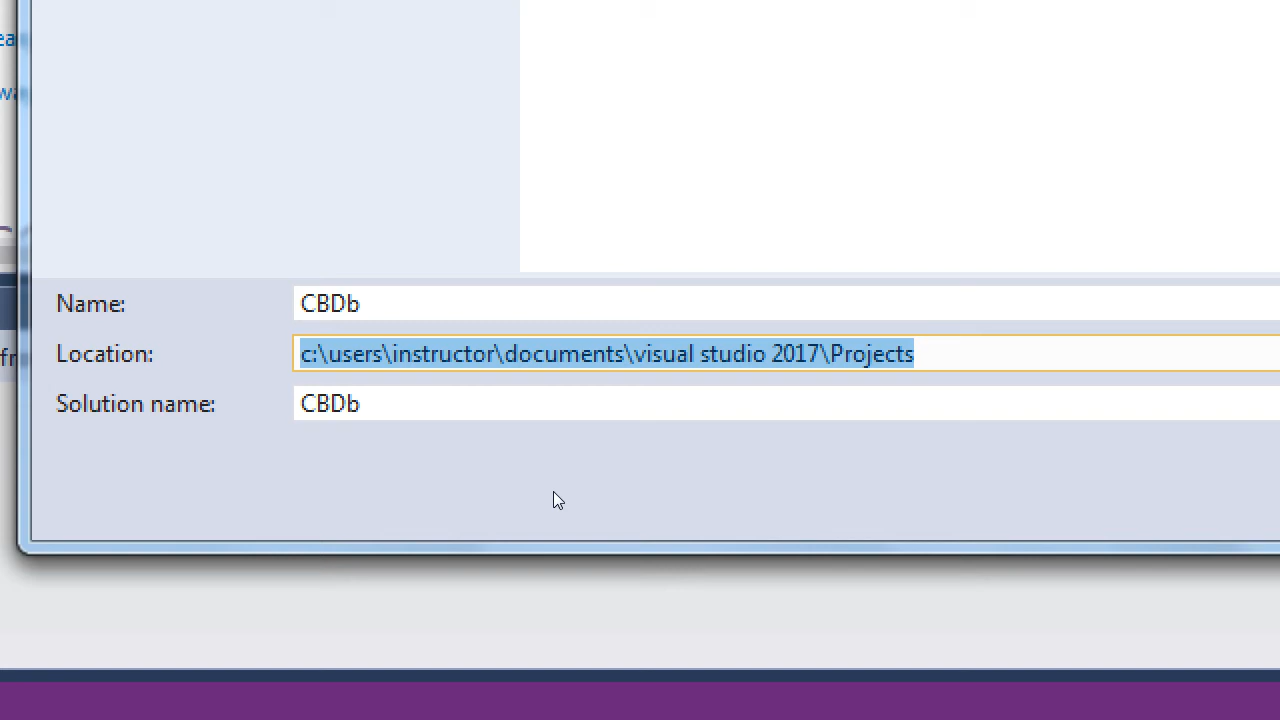 Name:
CBDb
Location:
c:\users\instructor\documents\visual studio 2017\Projects
Solution name:
CBDb